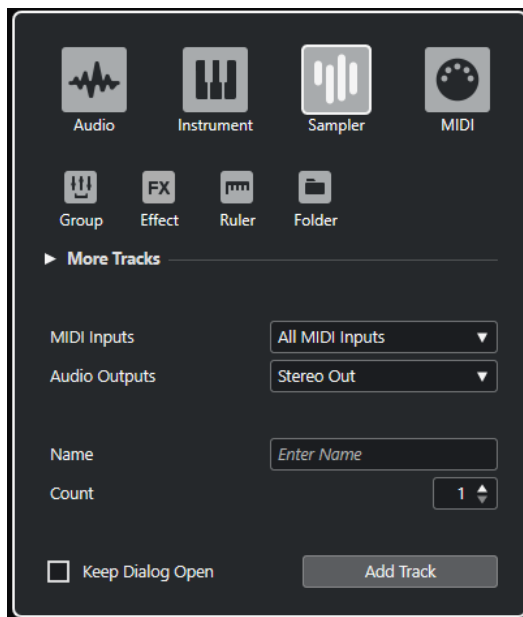 Audio Instrument Sampler MIDI
FX
Group Effect Ruler Folder
More Tracks
MIDI Inputs All MIDI Inputs
Audio Outputs Stereo Out
Name Enter Name
Count 1
Keep Dialog Open Add Track